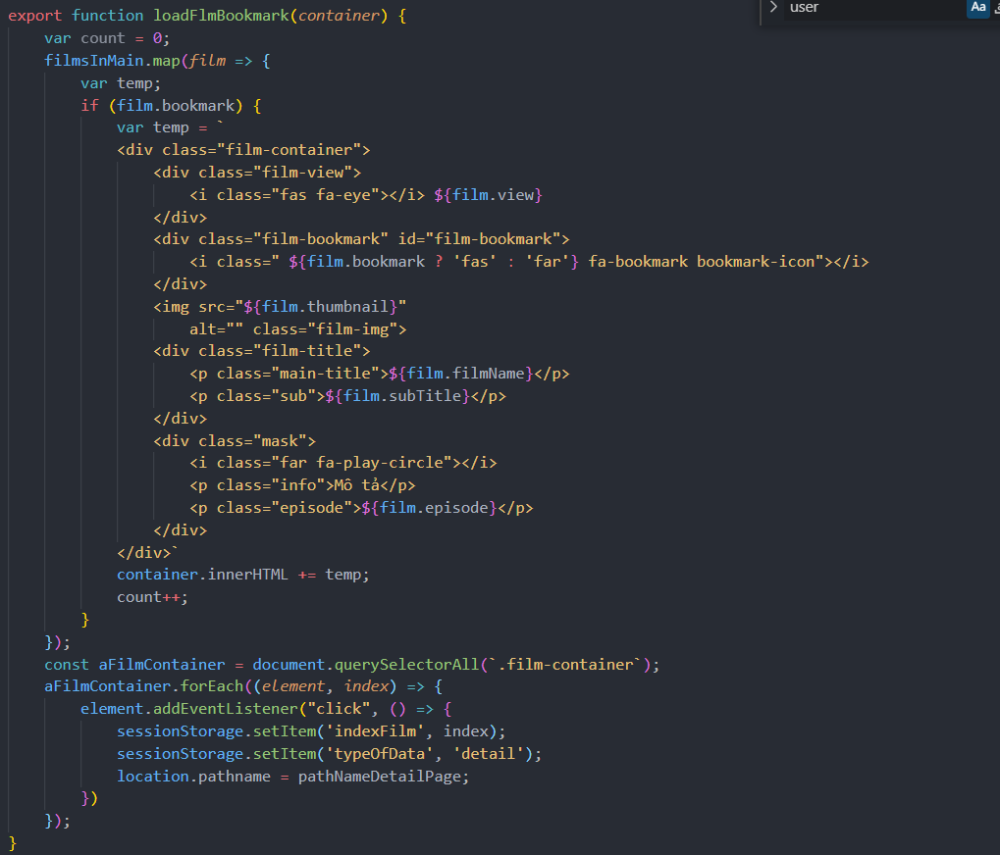 export function loadFlmBookmark(container) {
user
Aa
var count = 0;
filmsInMain.map(film => {
var temp;
if (film.bookmark) {
var temp = `
<div class="film-container">
<div class="film-view">
<i class="fas fa-eye"></i> ${film.view}
</div>
<div class="film-bookmark" id="film-bookmark">
<i class=" ${film.bookmark ? 'fas' : 'far'} fa-bookmark bookmark-icon"></i>
</div>
<img src="${film.thumbnail}"
alt="" class="film-img">
<div class="film-title">
<p class="main-title">${film.filmName}</p>
<p class="sub">${film.subTitle}</p>
</div>
<div class="mask">
<i class="far fa-play-circle"></i>
<p class="info">Mô tả</p>
<p class="episode">${film.episode}</p>
</div>
</div>`
container.innerHTML += temp;
count++;
}
});
const aFilmContainer = document.querySelectorAll(`.film-container`);
aFilmContainer.forEach((element, index) => {
element.addEventListener("click", () => {
sessionStorage.setItem('indexFilm', index);
sessionStorage.setItem('typeOfData', 'detail');
location.pathname = pathNameDetailPage;
})
});
}